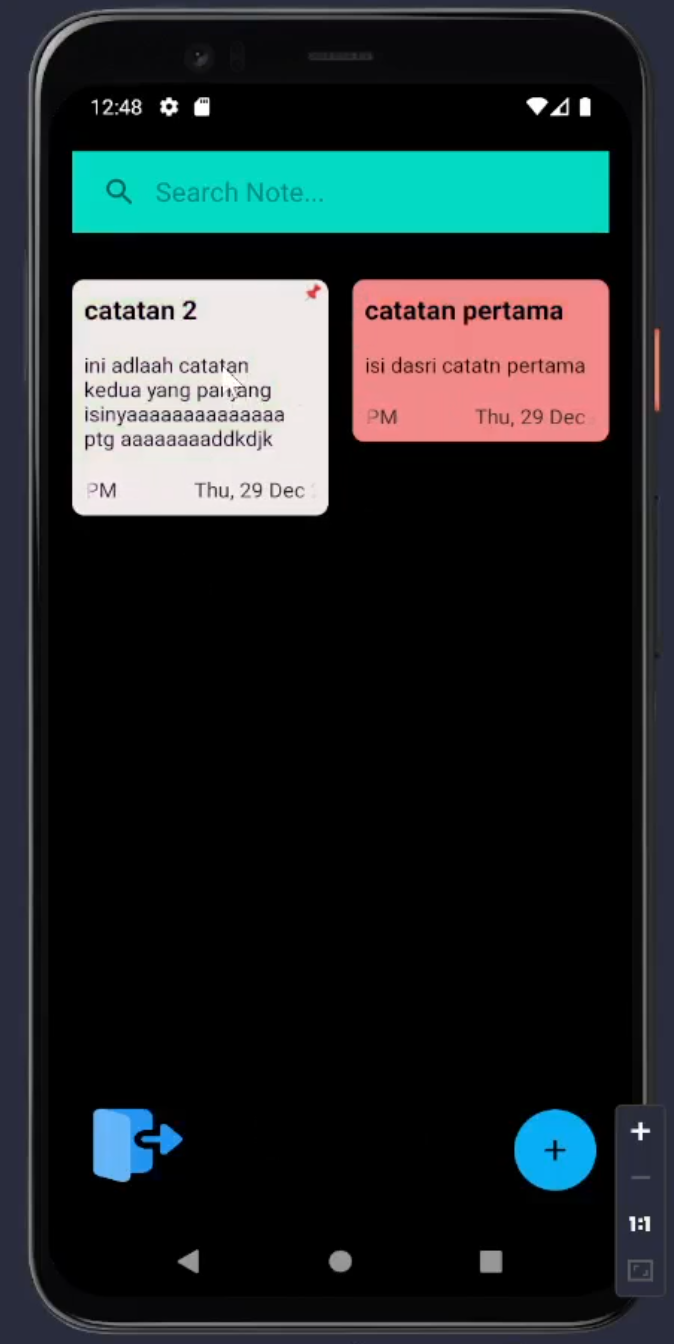 12:48
Search Note...
catatan 2
ini adlaah catatan
kedua yang panjang
isinyaaaaaaaaaaaaaa
ptg aaaaaaaaddkdjk
PM Thu, 29 Dec
catatan pertama
isi dasri catatn pertama
PM Thu, 29 Dec
+
+
1:1